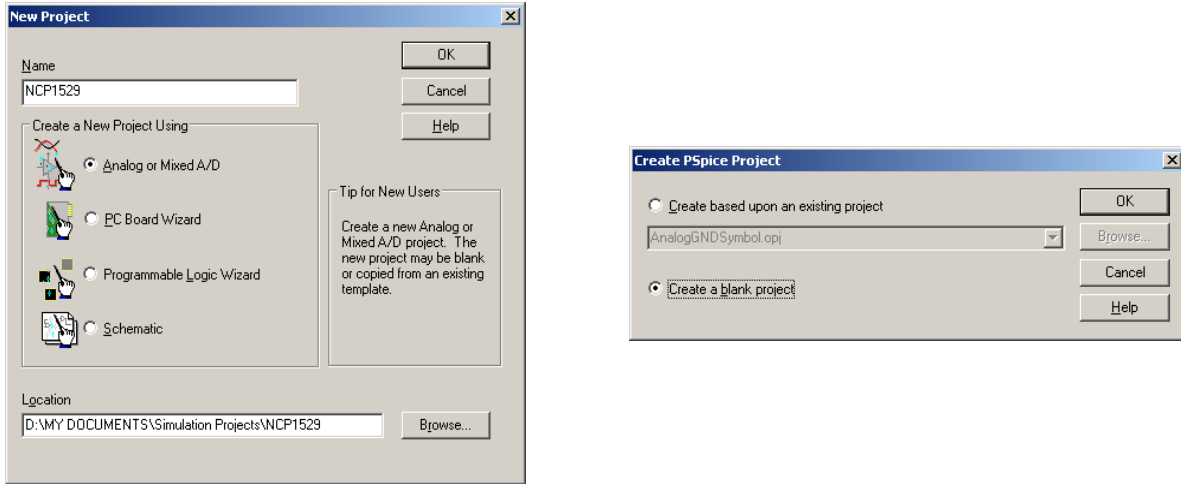 New Project
Name
NCP1529
OK
Cancel
Help
Create a New Project Using
Analog or Mixed A/D
PC Board Wizard
Programmable Logic Wizard
Schematic
Tip for New Users
Create a new Analog or
Mixed A/D project. The
new project may be blank
or copied from an existing
template.
Location
D:\MY DOCUMENTS\Simulation Projects\NCP1529
Browse...
Create PSpice Project
Create based upon an existing project
AnalogGNDSymbol.opj
Create a blank project
OK
Browse...
Cancel
Help